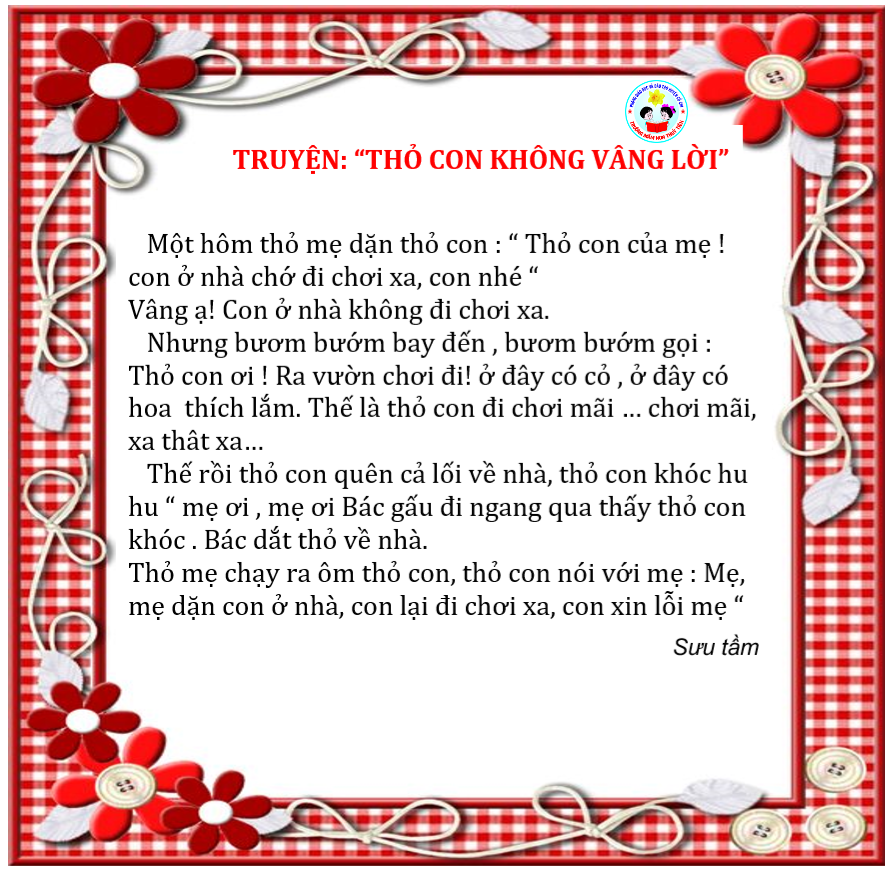 TRUYỆN: “THỎ CON KHÔNG VÂNG LỜI”
Một hôm thỏ mẹ dặn thỏ con : “ Thỏ con của mẹ !
con ở nhà chớ đi chơi xa, con nhé “
Vâng ạ! Con ở nhà không đi chơi xa.
Nhưng bươm bướm bay đến , bươm bướm gọi :
Thỏ con ơi ! Ra vườn chơi đi! ở đây có cỏ , ở đây có
hoa thích lắm. Thế là thỏ con đi chơi mãi ... chơi mãi,
xa thât xa...
Thế rồi thỏ con quên cả lối về nhà, thỏ con khóc hu
hu “ mẹ ơi , mẹ ơi Bác gấu đi ngang qua thấy thỏ con
khóc . Bác dắt thỏ về nhà.
Thỏ mẹ chạy ra ôm thỏ con, thỏ con nói với mẹ : Mẹ,
mẹ dặn con ở nhà, con lại đi chơi xa, con xin lỗi mẹ “
Sưu tầm